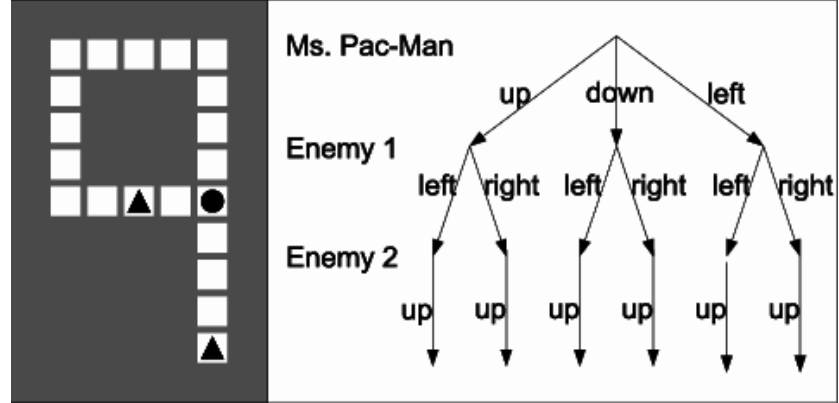 Ms. Pac-Man
up down left
Enemy 1
left right left right left right
Enemy 2
up up up up up up